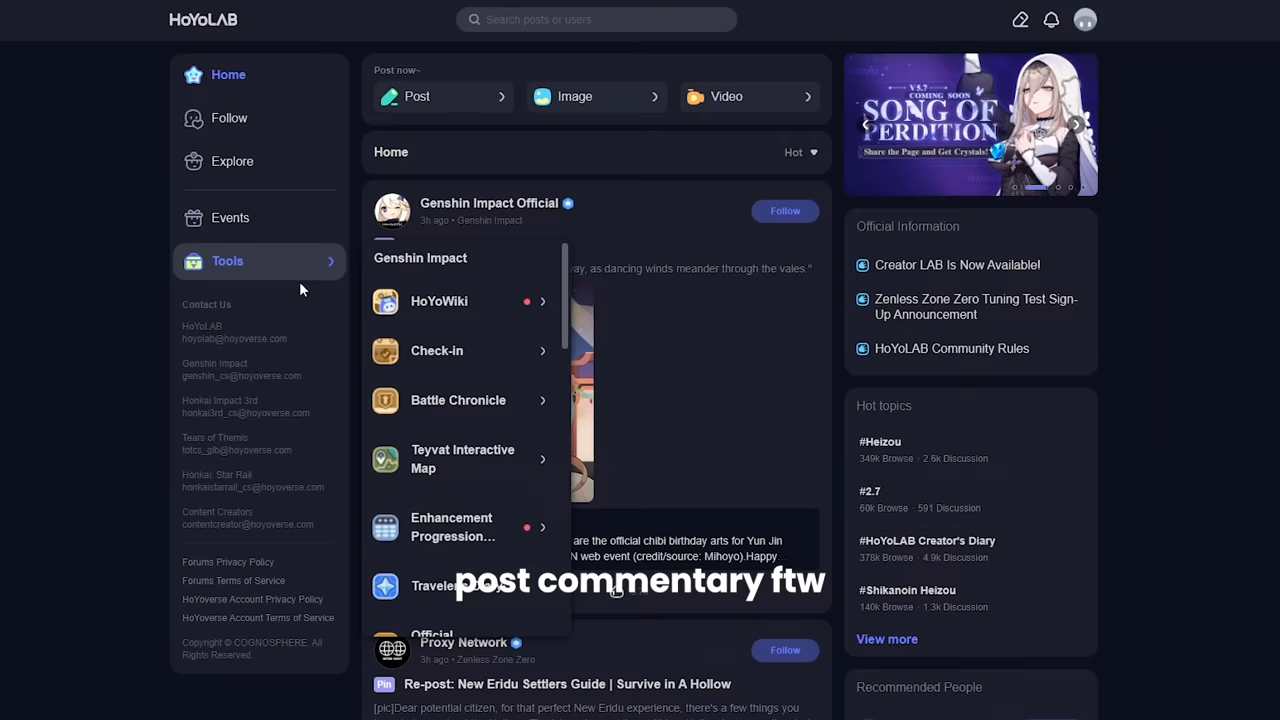 HoYoLAB
Search posts or users
Home
Follow
Explore
Events
Tools
Contact Us
HoYoLAB
hoyolab@hoyoverse.com
Genshin Impact
genshin_cs@hoyoverse.com
Honkai Impact 3rd
honkai3rd_cs@hoyoverse.com
Tears of Themis
totcs_glb@hoyoverse.com
Honkai: Star Rail
honkaistarrail_cs@hoyoverse.com
Content Creators
contentcreator@hoyoverse.com
Forums Privacy Policy
Forums Terms of Service
HoYoverse Account Privacy Policy
HoYoverse Account Terms of Service
Copyright © COGNOSPHERE. All
Rights Reserved.
Post now~
Post
Image
Video
Home
Hot
Genshin Impact Official
3h ago • Genshin Impact
Follow
way, as dancing winds meander through the vales."
Genshin Impact
HoYoWiki
Check-in
Battle Chronicle
Teyvat Interactive
Map
Enhancement
Progression...
Official
are the official chibi birthday arts for Yun Jin
N web event (credit/source: Mihoyo).Happy...
post commentary ftw
Proxy Network
3h ago • Zenless Zone Zero
Follow
Pin Re-post: New Eridu Settlers Guide | Survive in A Hollow
[pic]Dear potential citizen, for that perfect New Eridu experience, there's a few things you
V5.7
COMING SOON
SONG OF
PERDITION
Share the Page and Get Crystals!
Official Information
Creator LAB Is Now Available!
Zenless Zone Zero Tuning Test Sign-
Up Announcement
HoYoLAB Community Rules
Hot topics
#Heizou
349k Browse · 2.6k Discussion
#2.7
60k Browse · 591 Discussion
#HoYoLAB Creator's Diary
378k Browse · 4.9k Discussion
#Shikanoin Heizou
140k Browse · 1.3k Discussion
View more
Recommended People